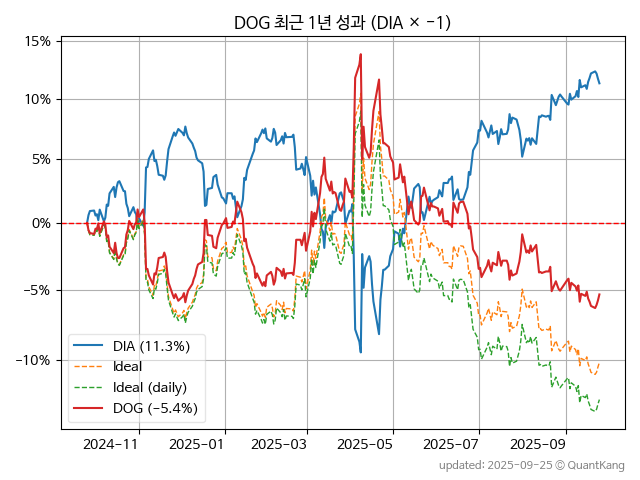 DOG 최근 1년 성과 (DIA × −1)
15%
10%
5%
0%
−5%
−10%
DIA (11.3%)
Ideal
Ideal (daily)
DOG (−5.4%)
2024−11
2025−01
2025−03
2025−05
2025−07
2025−09
updated: 2025−09−25 ⓒ QuantKang